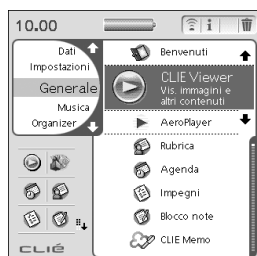 10.00
i
Dati
Impostazioni
Generale
Musica
Organizer
CLIÉ
Benvenuti
CLIE Viewer
Vis. immagini e
altri contenuti
AeroPlayer
Rubrica
Agenda
Impegni
Blocco note
CLIE Memo